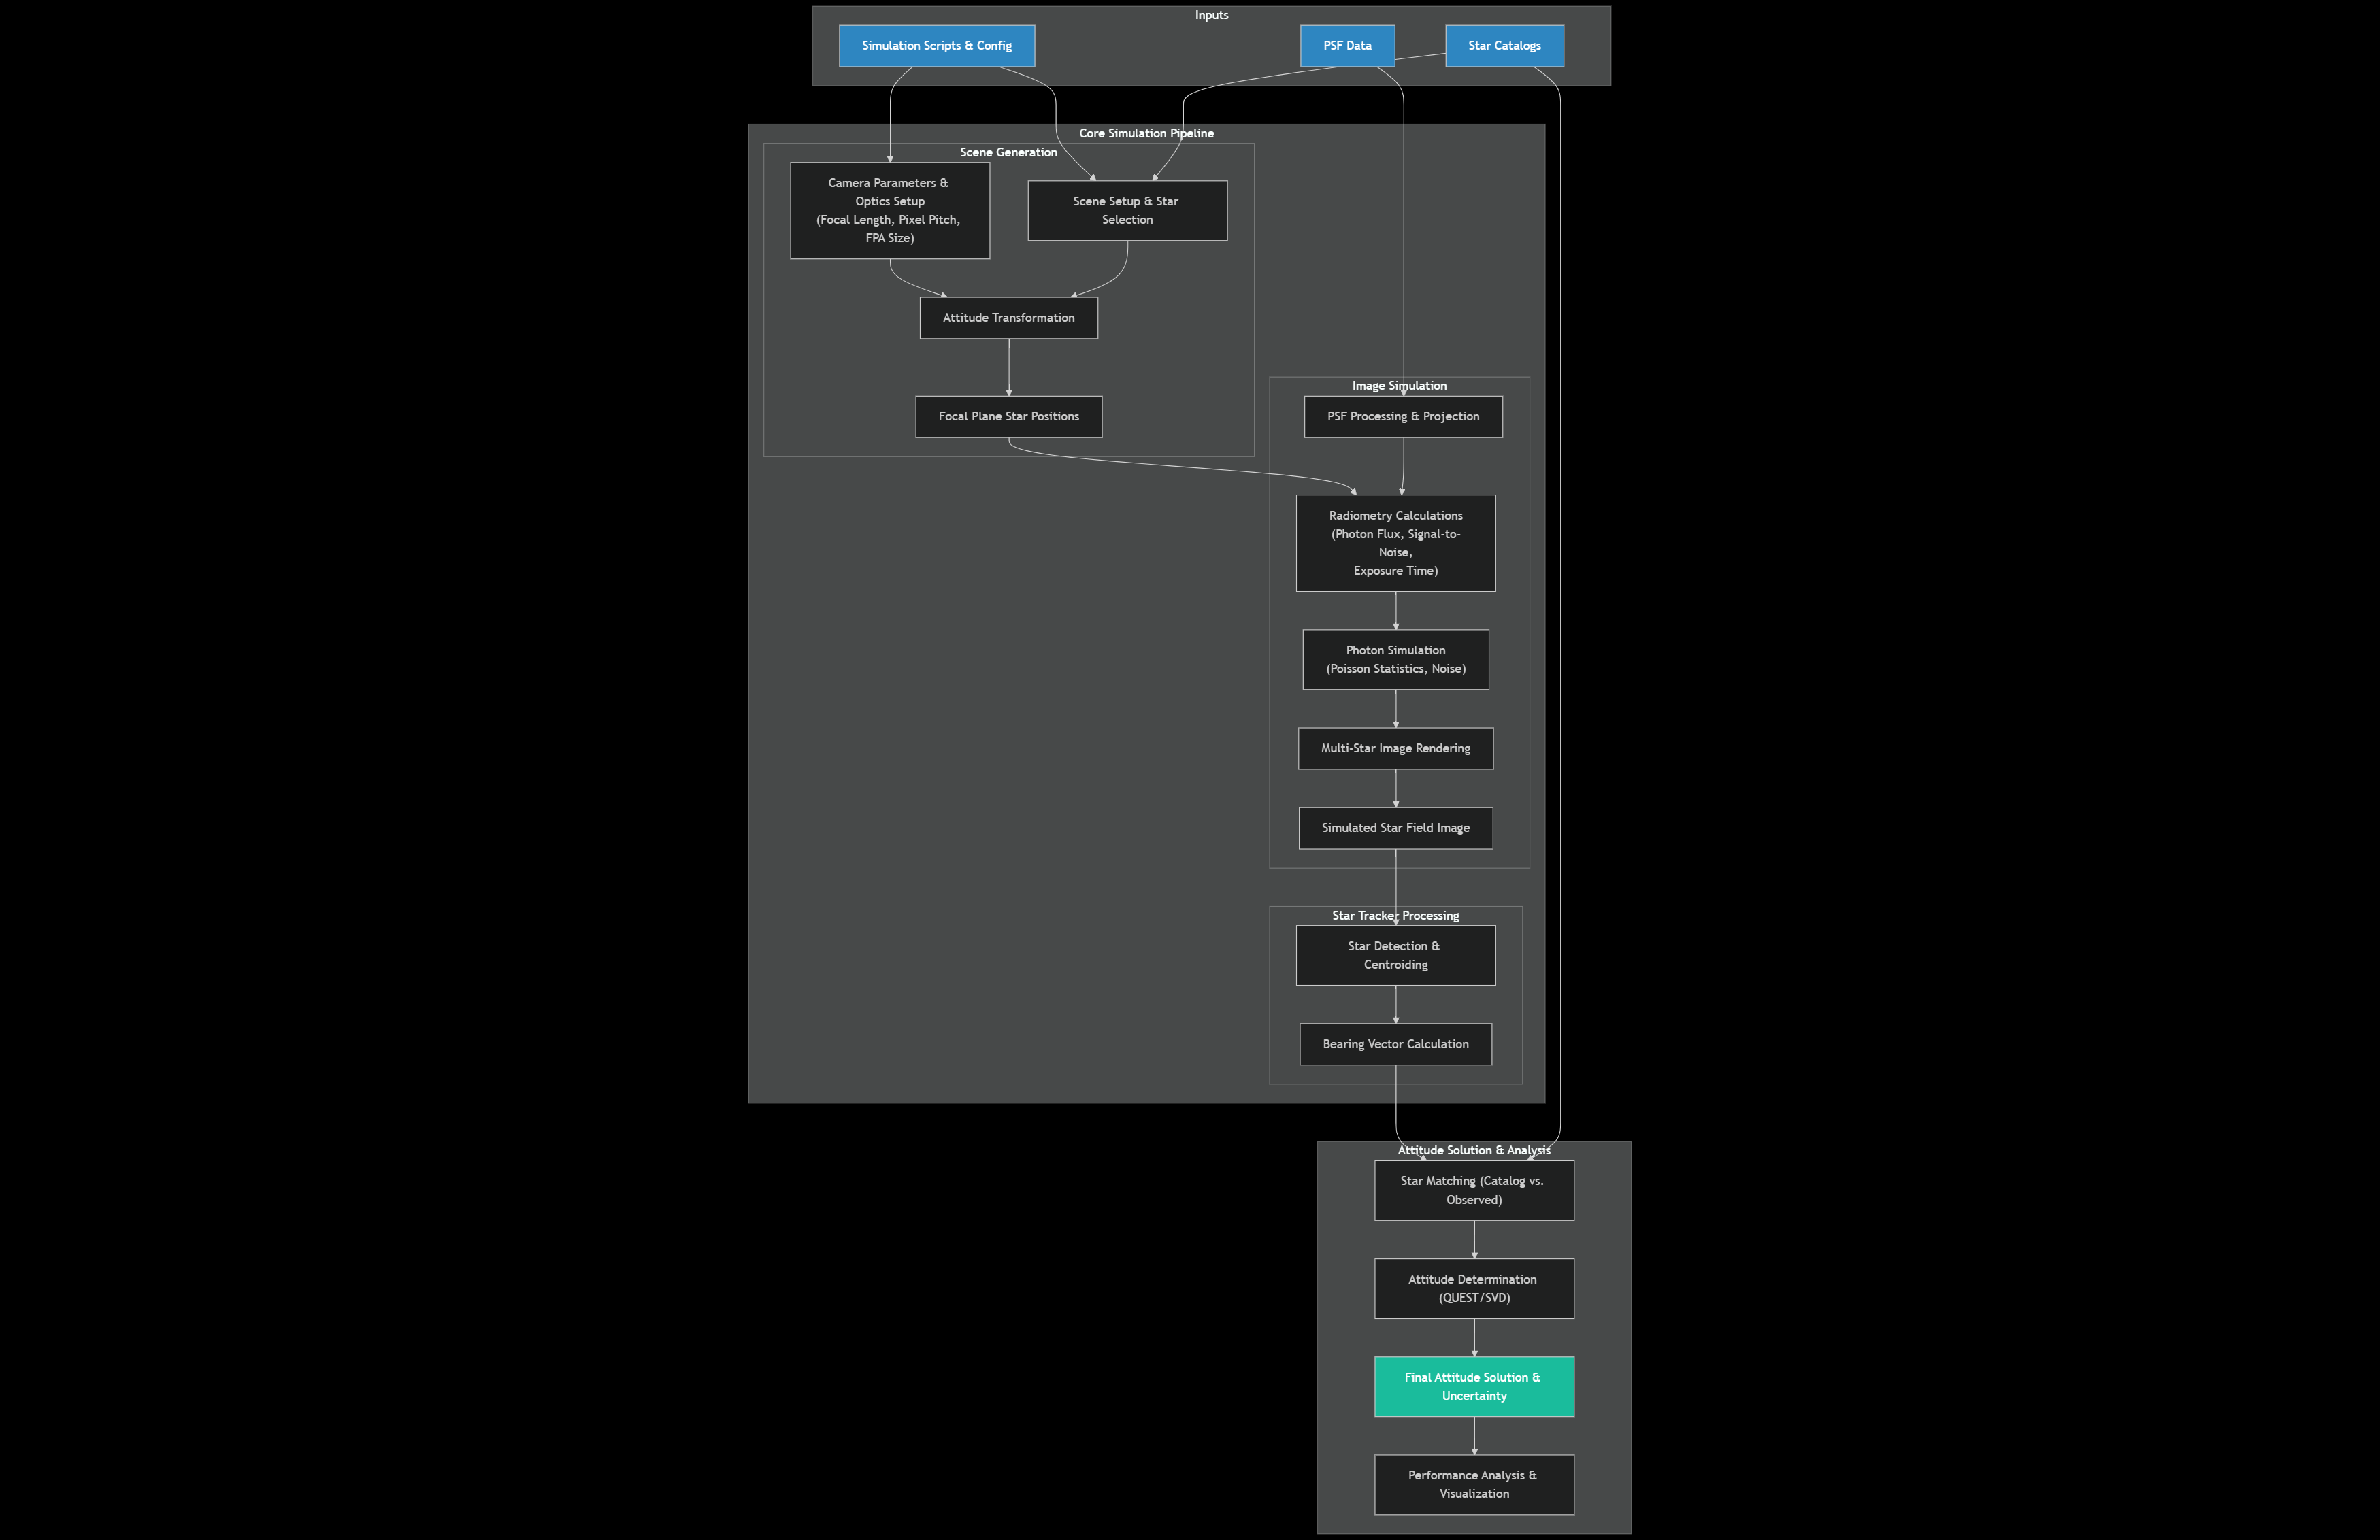 Inputs
Simulation Scripts & Config
PSF Data
Star Catalogs
Core Simulation Pipeline
Scene Generation
Camera Parameters &
Optics Setup
(Focal Length, Pixel Pitch,
FPA Size)
Scene Setup & Star
Selection
Attitude Transformation
Focal Plane Star Positions
Image Simulation
PSF Processing & Projection
Radiometry Calculations
(Photon Flux, Signal-to-
Noise,
Exposure Time)
Photon Simulation
(Poisson Statistics, Noise)
Multi-Star Image Rendering
Simulated Star Field Image
Star Tracker Processing
Star Detection &
Centroiding
Bearing Vector Calculation
Attitude Solution & Analysis
Star Matching (Catalog vs.
Observed)
Attitude Determination
(QUEST/SVD)
Final Attitude Solution &
Uncertainty
Performance Analysis &
Visualization